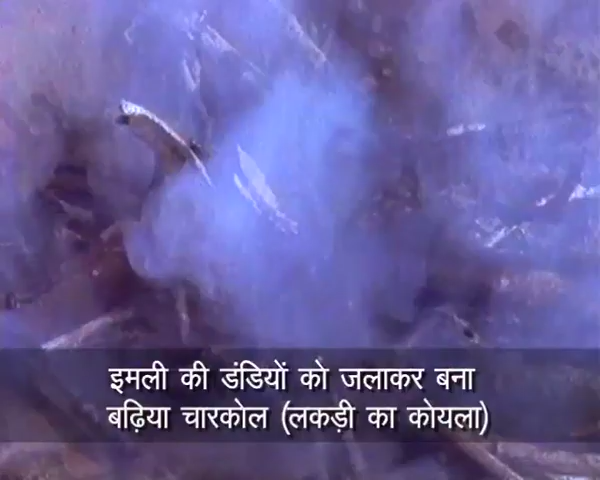 इमली की डंडियों को जलाकर बना
बढ़िया चारकोल (लकड़ी का कोयला)